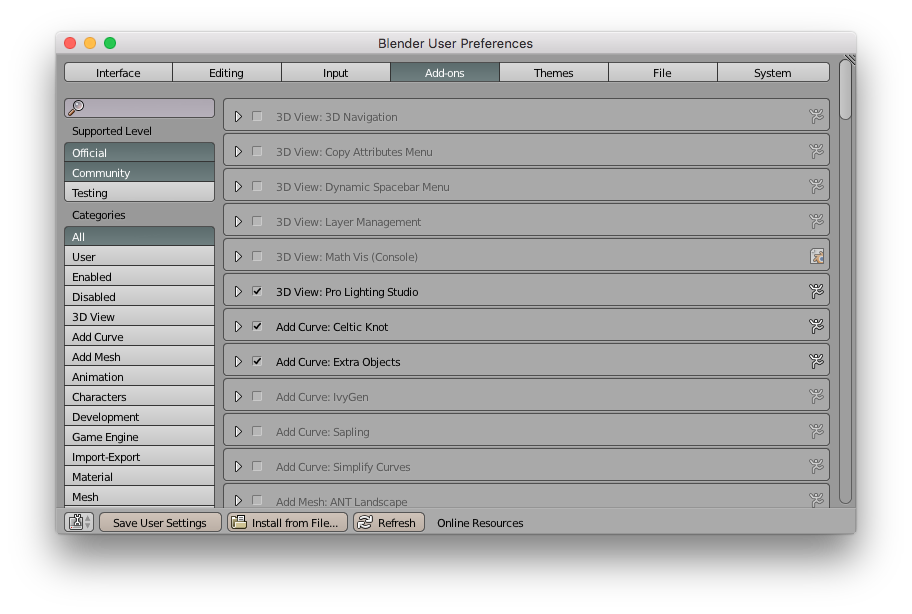 Blender User Preferences
Interface
Editing
Input
Add-ons
Themes
File
System
Supported Level
Official
Community
Testing
Categories
All
User
Enabled
Disabled
3D View
Add Curve
Add Mesh
Animation
Characters
Development
Game Engine
Import-Export
Material
Mesh
3D View: 3D Navigation
3D View: Copy Attributes Menu
3D View: Dynamic Spacebar Menu
3D View: Layer Management
3D View: Math Vis (Console)
3D View: Pro Lighting Studio
Add Curve: Celtic Knot
Add Curve: Extra Objects
Add Curve: IvyGen
Add Curve: Sapling
Add Curve: Simplify Curves
Add Mesh: ANT Landscape
Save User Settings
Install from File...
Refresh
Online Resources